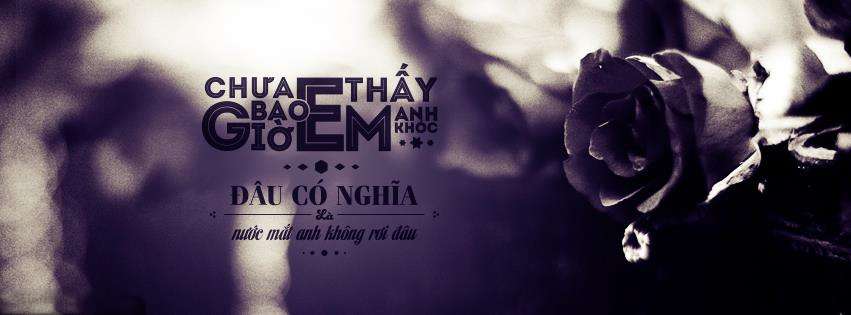 CHƯA BAO GIỜ EM THẤY ANH KHÓC
ĐÂU CÓ NGHĨA
Là
nước mắt anh không rơi đâu